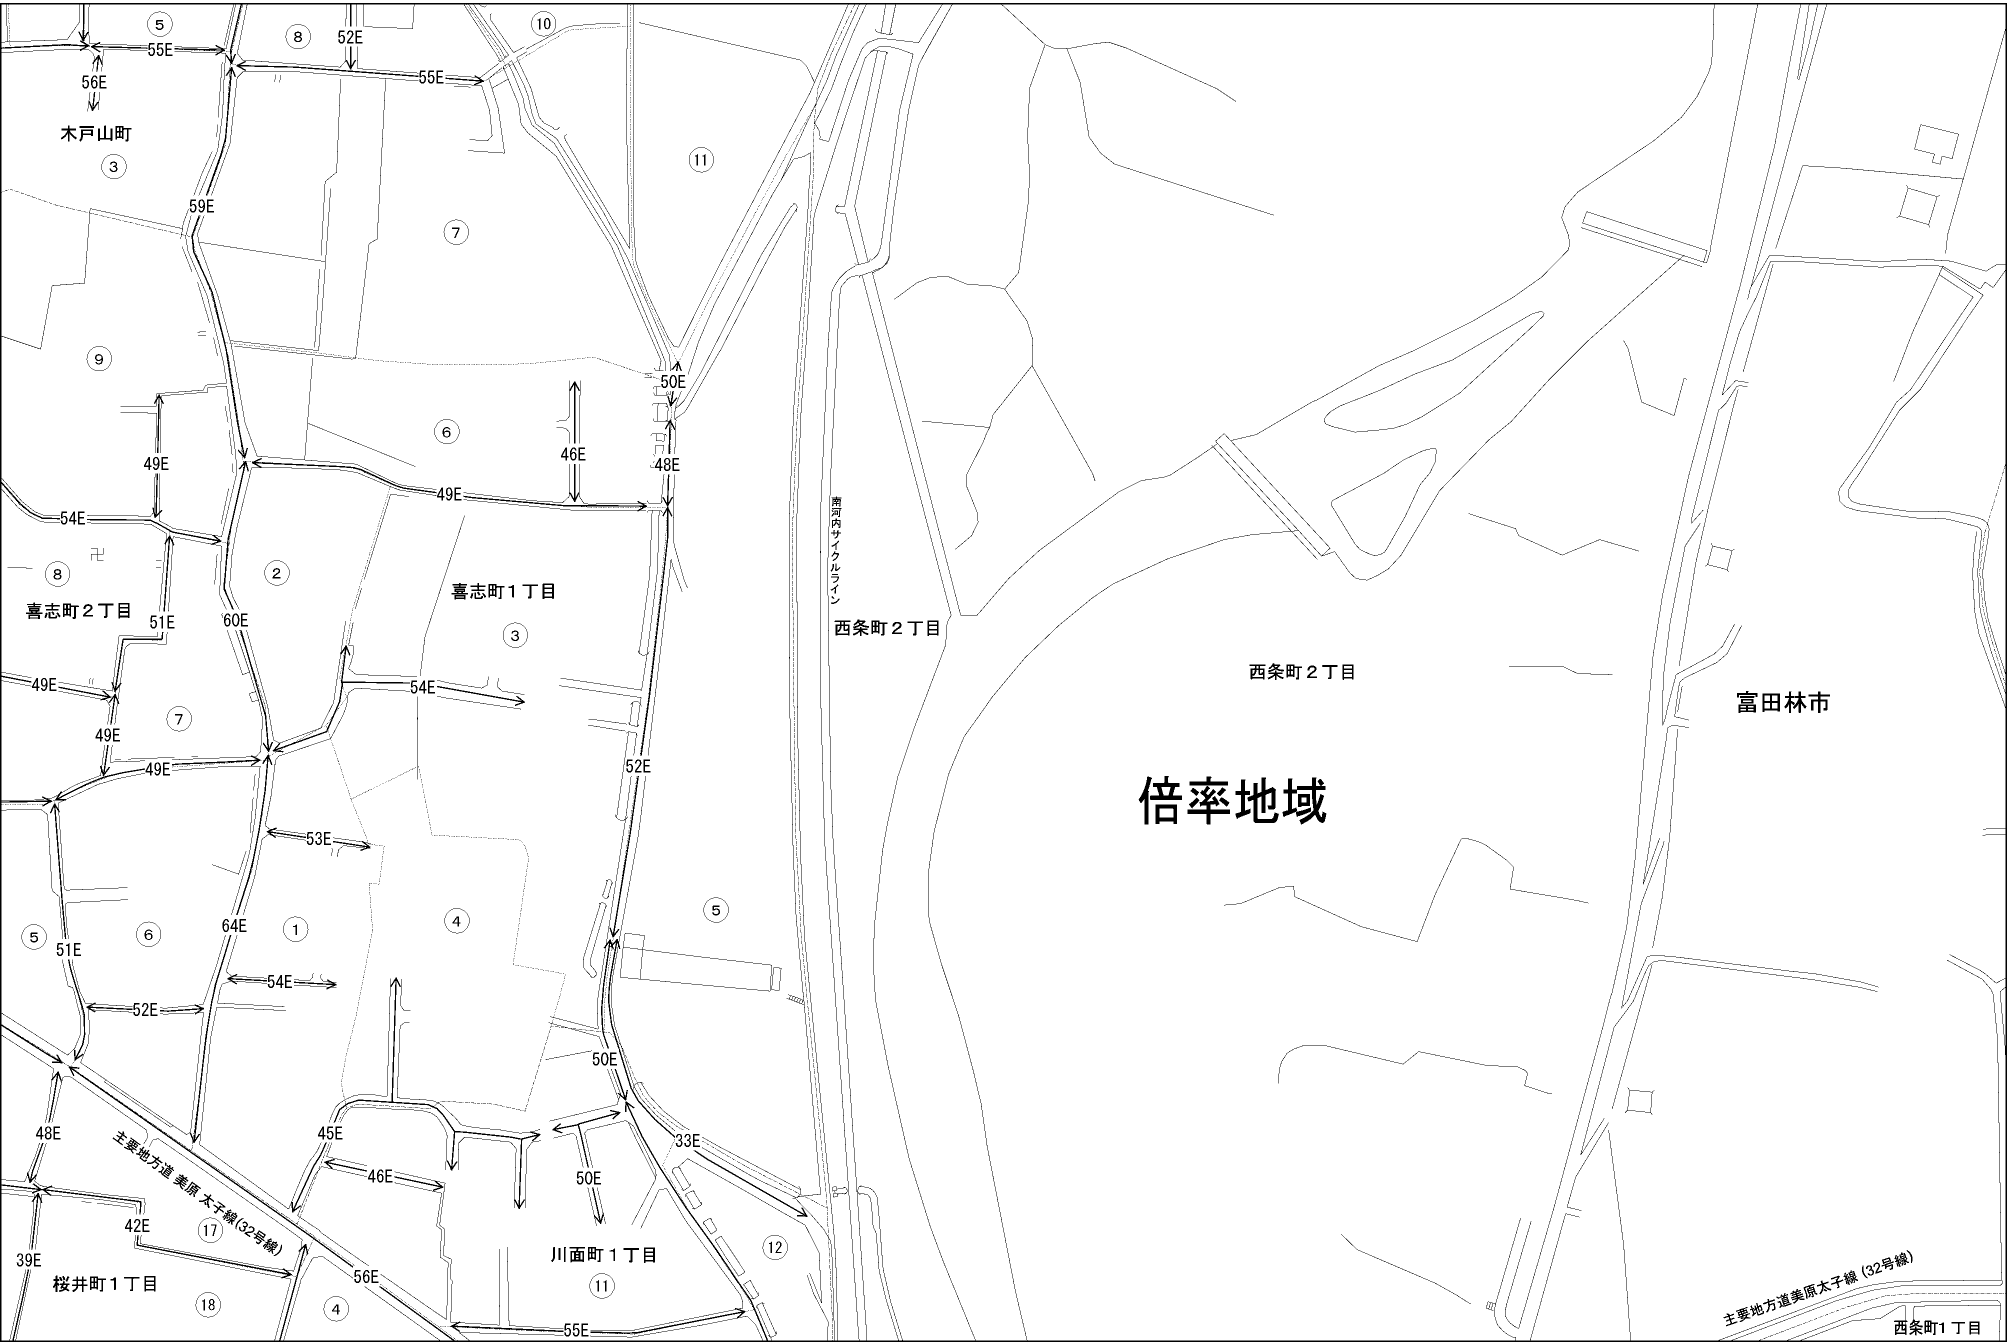 5
10
8
52E
55E
55E
56E
木戸山町
3
11
59E
7
9
50E
6
46E
49E
48E
49E
54E
南河内サイクルライン
卍
8
2
喜志町1丁目
喜志町2丁目
51E
60E
3
西条町2丁目
西条町2丁目
49E
54E
富田林市
7
49E
52E
49E
倍率地域
53E
5
4
64E
1
6
5
51E
54E
52E
50E
48E
45E
33E
主要地方道 美原 太子線(32号線)
46E
50E
42E
17
12
川面町1丁目
39E
桜井町1丁目
56E
11
主要地方道美原太子線 (32号線)
18
4
55E
西条町1丁目